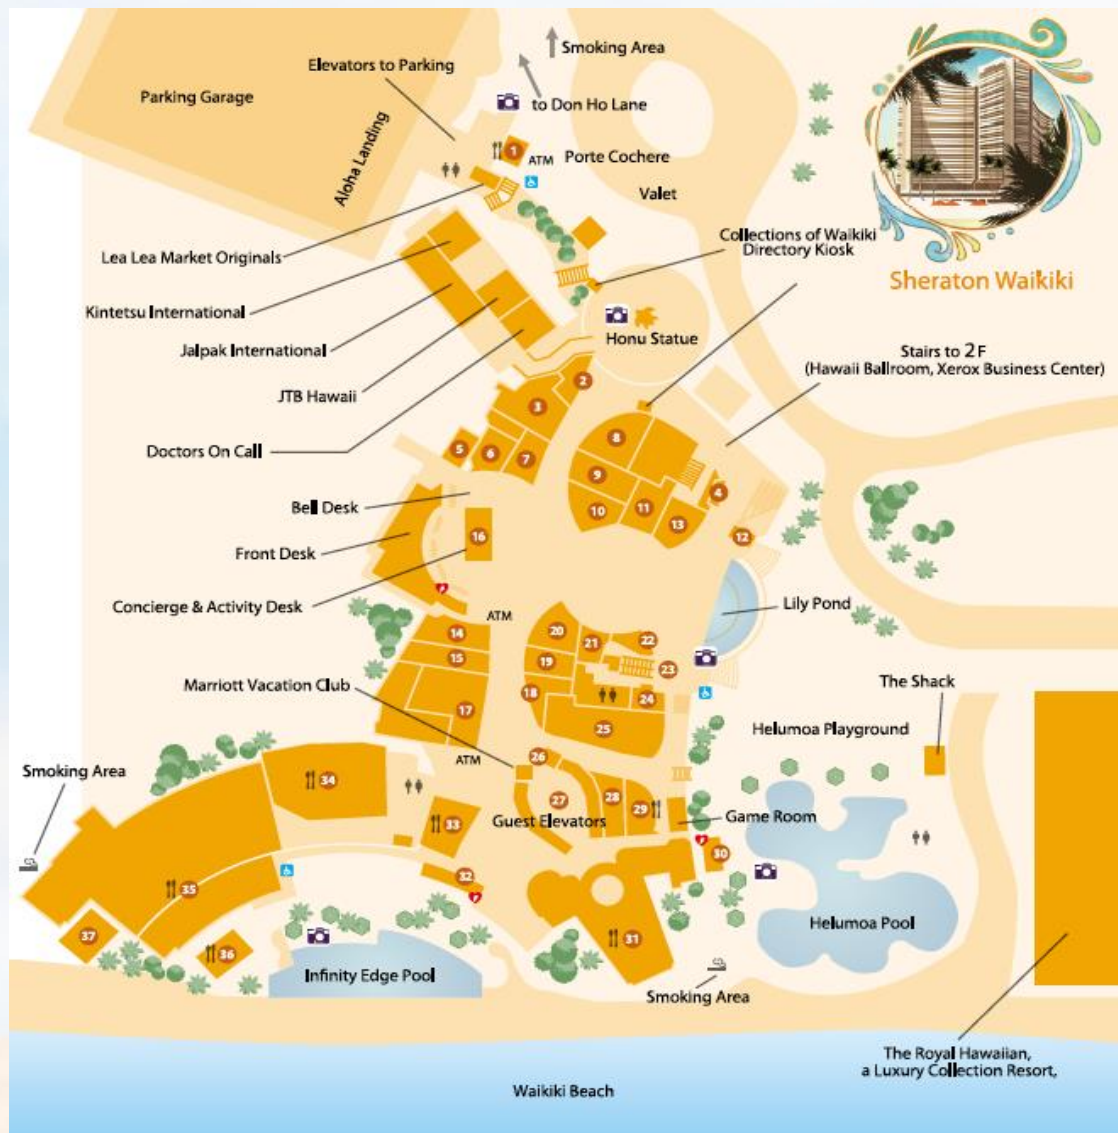 Smoking Area
Elevators to Parking
Parking Garage
to Don Ho Lane
Aloha Landing
1
ATM
Porte Cochere
Valet
Collections of Waikiki
Directory Kiosk
Sheraton Waikiki
Lea Lea Market Originals
Kintetsu International
Honu Statue
Jalpak International
Stairs to 2F
(Hawaii Ballroom, Xerox Business Center)
JTB Hawaii
2
3
Doctors On Call
5
6
7
8
9
4
10
11
13
12
Bell Desk
16
Front Desk
Concierge & Activity Desk
ATM
Lily Pond
14
20
21
22
15
19
23
Marriott Vacation Club
18
24
The Shack
17
25
Helumoa Playground
ATM
26
Smoking Area
34
27
28
29
Guest Elevators
Game Room
33
30
32
35
Helumoa Pool
37
36
31
Infinity Edge Pool
Smoking Area
The Royal Hawaiian,
a Luxury Collection Resort,
Waikiki Beach